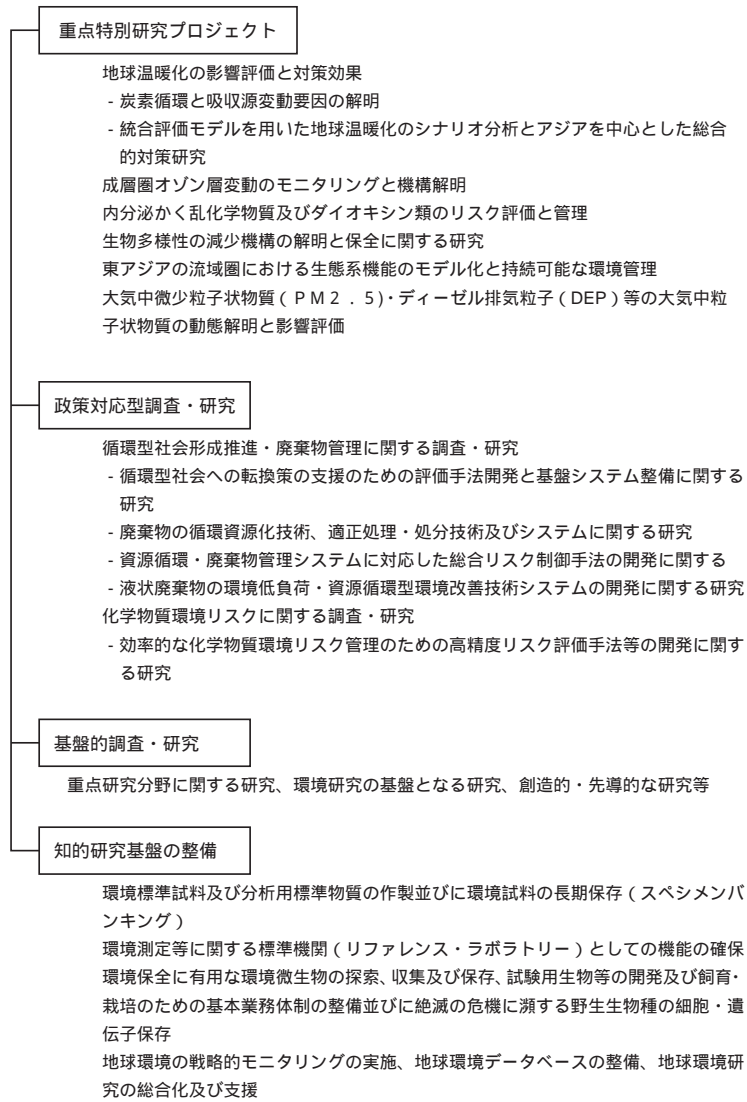 重点特別研究プロジェクト
地球温暖化の影響評価と対策効果
- 炭素循環と吸収源変動要因の解明
- 統合評価モデルを用いた地球温暖化のシナリオ分析とアジアを中心とした総合
的対策研究
成層圏オゾン層変動のモニタリングと機構解明
内分泌かく乱化学物質及びダイオキシン類のリスク評価と管理
生物多様性の減少機構の解明と保全に関する研究
東アジアの流域圏における生態系機能のモデル化と持続可能な環境管理
大気中微少粒子状物質(PM2.5)・ディーゼル排気粒子(DEP)等の大気中粒
子状物質の動態解明と影響評価
政策対応型調査・研究
循環型社会形成推進・廃棄物管理に関する調査・研究
- 循環型社会への転換策の支援のための評価手法開発と基盤システム整備に関する
研究
- 廃棄物の循環資源化技術、適正処理・処分技術及びシステムに関する研究
- 資源循環・廃棄物管理システムに対応した総合リスク制御手法の開発に関する
- 液状廃棄物の環境低負荷・資源循環型環境改善技術システムの開発に関する研究
化学物質環境リスクに関する調査・研究
- 効率的な化学物質環境リスク管理のための高精度リスク評価手法等の開発に関す
る研究
基盤的調査・研究
重点研究分野に関する研究、環境研究の基盤となる研究、創造的・先導的な研究等
知的研究基盤の整備
環境標準試料及び分析用標準物質の作製並びに環境試料の長期保存(スペシメンバ
ンキング)
環境測定等に関する標準機関(リファレンス・ラボラトリー)としての機能の確保
環境保全に有用な環境微生物の探索、収集及び保存、試験用生物等の開発及び飼育・
栽培のための基本業務体制の整備並びに絶滅の危機に瀕する野生生物種の細胞・遺
伝子保存
地球環境の戦略的モニタリングの実施、地球環境データベースの整備、地球環境研
究の総合化及び支援